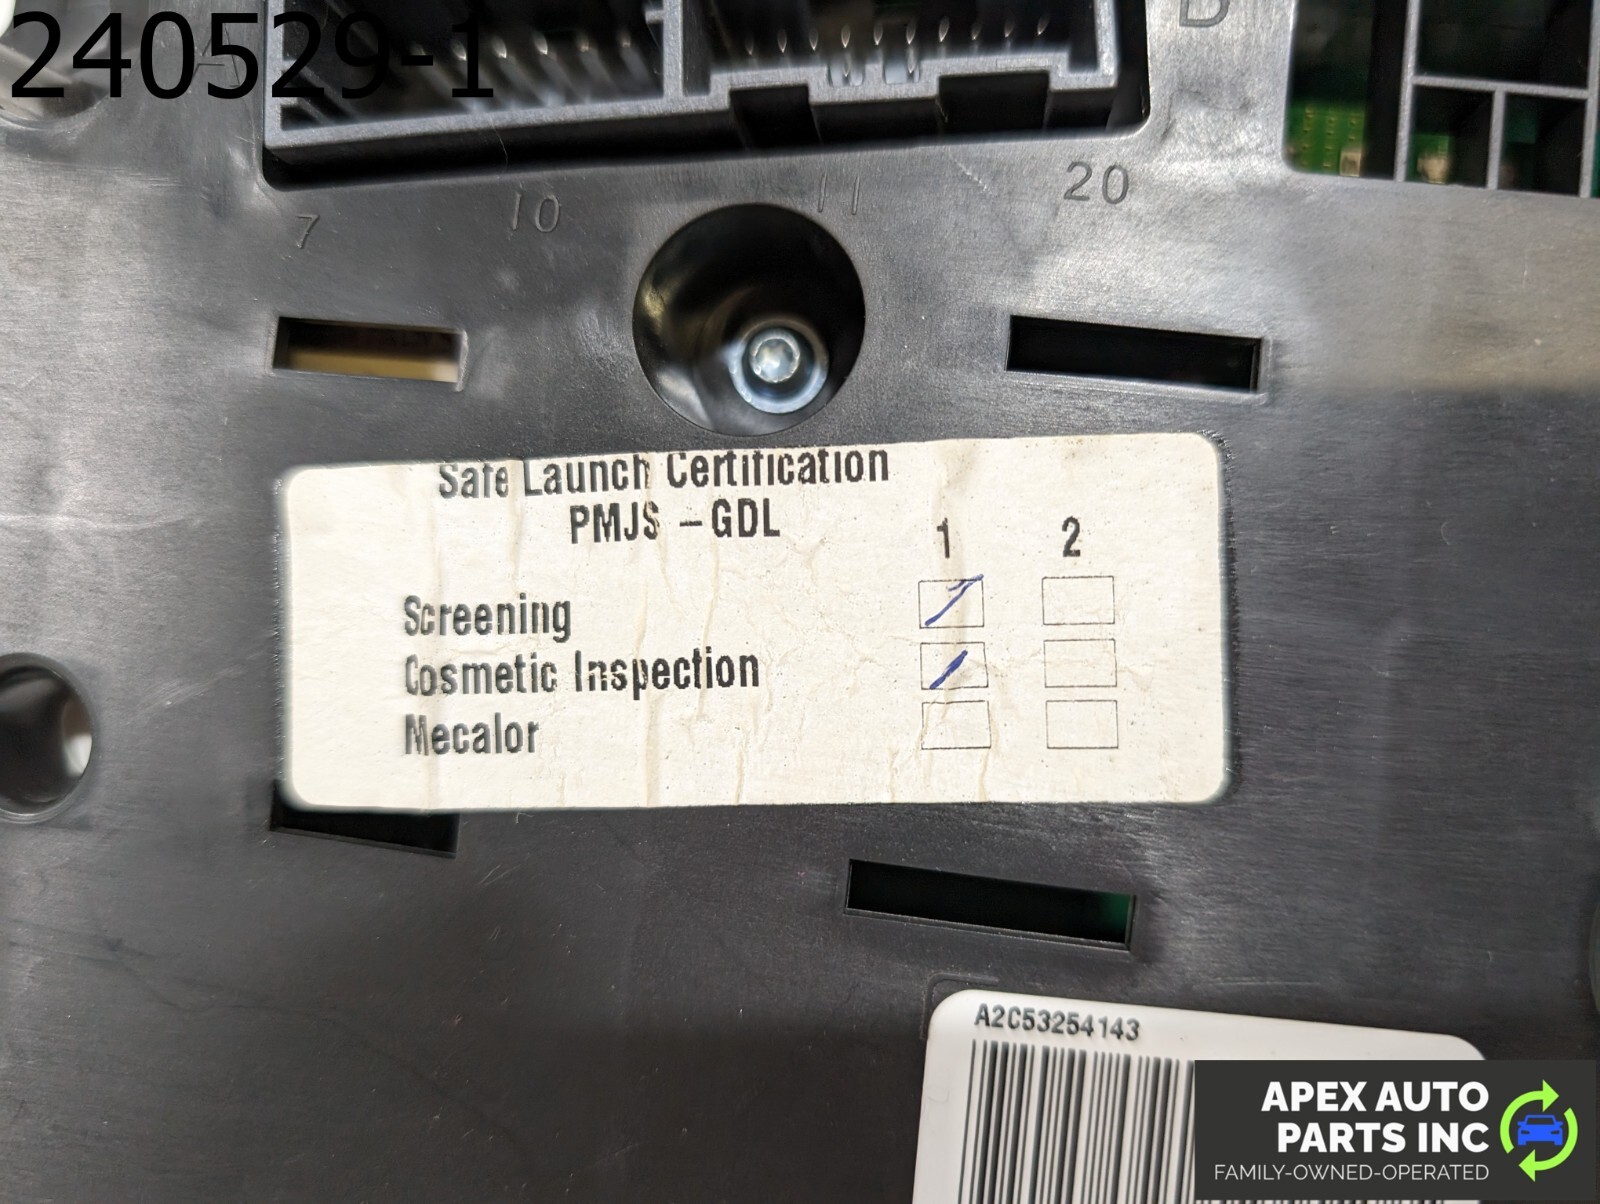 240529-1
7 10 11 20
Safe Launch Certification
PMJS - GDL
1 2
Screening
Cosmetic Inspection
Mecalor
A2C53254143
APEX AUTO
PARTS INC
FAMILY-OWNED-OPERATED